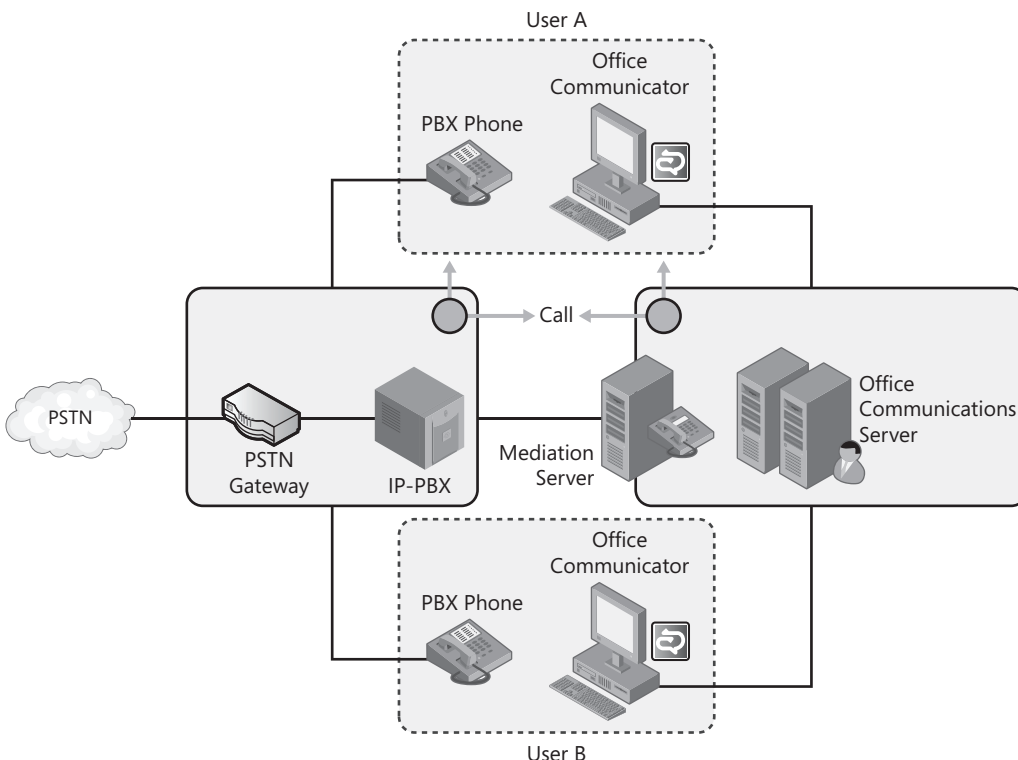 User A
Office
Communicator
PBX Phone
Call
PSTN
PSTN
Gateway
IP-PBX
Mediation
Server
Office
Communications
Server
Office
Communicator
PBX Phone
User B